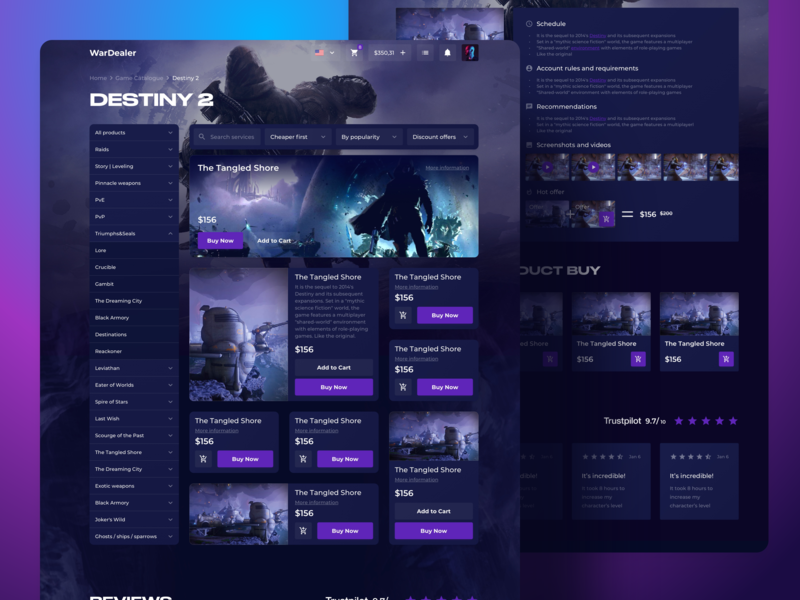 WarDealer
$350,31 +
Home > Game Catalogue > Destiny 2
DESTINY 2
All products
Raids
Story | Leveling
Pinnacle weapons
PvE
PvP
Triumphs&Seals
Lore
Crucible
Gambit
The Dreaming City
Black Armory
Destinations
Reackoner
Leviathan
Eater of Worlds
Spire of Stars
Last Wish
Scourge of the Past
The Tangled Shore
The Dreaming City
Exotic weapons
Black Armory
Joker's Wild
Ghosts / ships / sparrows
Search services
Cheaper first
By popularity
Discount offers
The Tangled Shore
More information
$156
Buy Now
Add to Cart
The Tangled Shore
It is the sequel to 2014's
Destiny and its subsequent
expansions. Set in a "mythic
science fiction" world, the
game features a multiplayer
"shared-world" environment
with elements of role-playing
games. Like the original.
$156
Add to Cart
Buy Now
The Tangled Shore
More information
$156
Buy Now
The Tangled Shore
More information
$156
Buy Now
The Tangled Shore
More information
$156
Buy Now
The Tangled Shore
More information
$156
Buy Now
The Tangled Shore
More information
$156
Add to Cart
Buy Now
The Tangled Shore
More information
$156
Buy Now
REVIEWS
Trustpilot 9.7/
Schedule
It is the sequel to 2014's Destiny and its subsequent expansions
Set in a "mythic science fiction" world, the game features a multiplayer
"Shared-world" environment with elements of role-playing games
Like the original
Account rules and requirements
It is the sequel to 2014's Destiny and its subsequent expansions
Set in a "mythic science fiction" world, the game features a multiplayer
"Shared-world" environment with elements of role-playing games
Recommendations
It is the sequel to 2014's Destiny and its subsequent expansions
Set in a "mythic science fiction" world, the game features a multiplayer
Like the original
Screenshots and videos
Hot offer
+ = $156 $200
DUCT BUY
The Tangled Shore
$156
The Tangled Shore
$156
Trustpilot 9.7/10
It's incredible!
It took 8 hours to
increase my
character's level
It's incredible!
It took 8 hours to
increase my
character's level